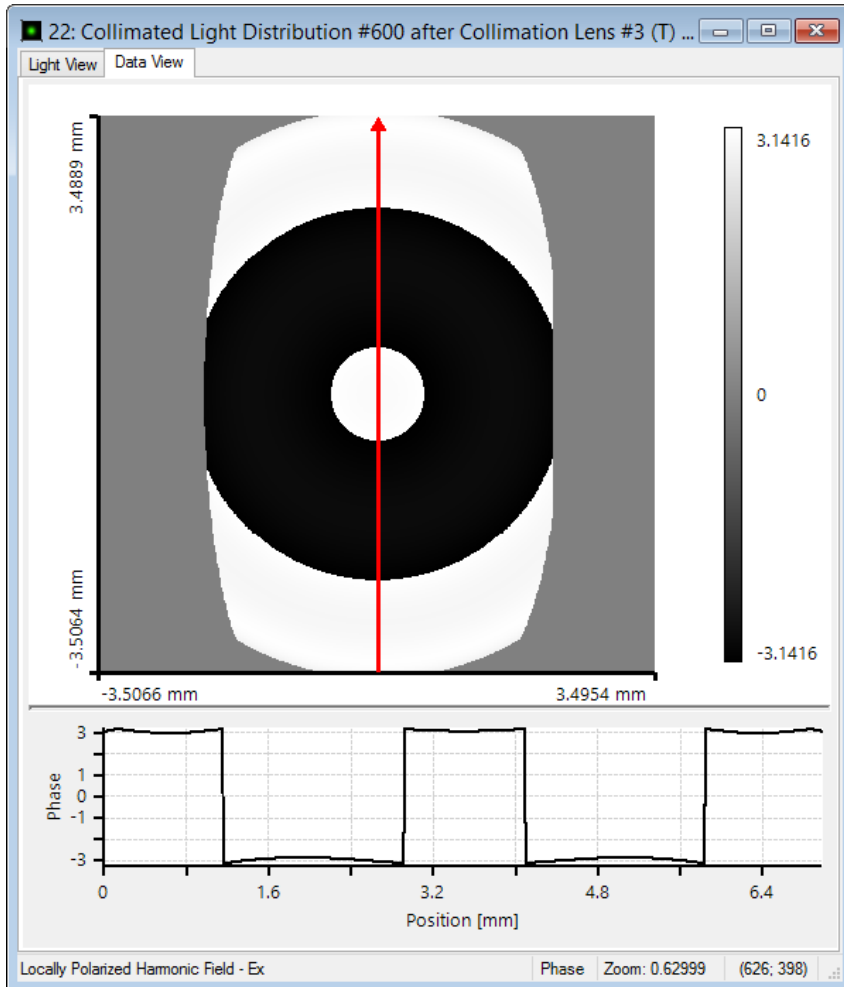 22: Collimated Light Distribution #600 after Collimation Lens #3 (T) ...
Light View Data View
3.4889 mm
-3.5064 mm
-3.5066 mm 3.4954 mm
3.1416
0
-3.1416
Phase
3
1
0
-1
-3
0 1.6 3.2 4.8 6.4
Position [mm]
Locally Polarized Harmonic Field - Ex Phase Zoom: 0.62999 (626; 398)